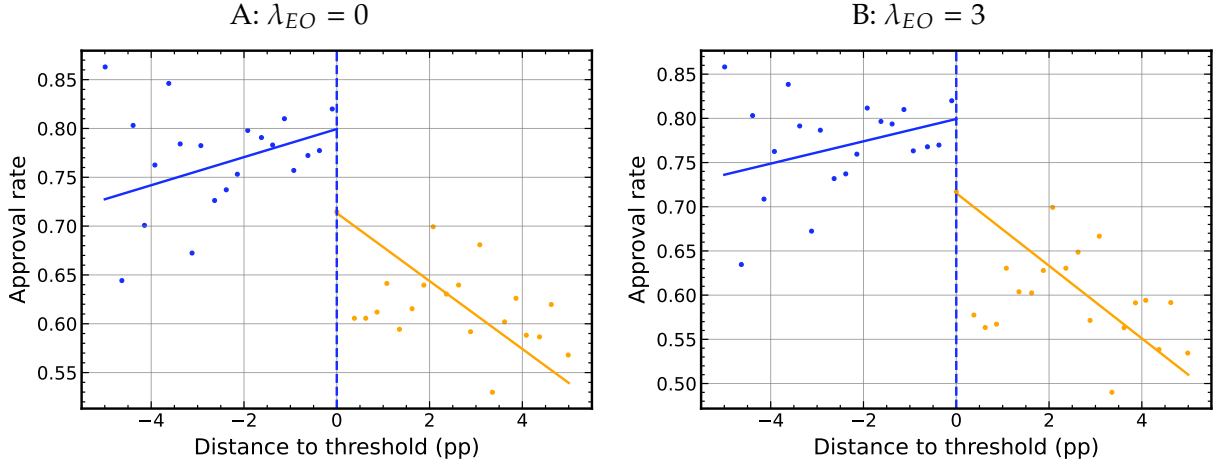 A: λ_EO = 0
0.85
0.80
0.75
0.70
0.65
0.60
0.55
−4 −2 0 2 4
Approval rate
Distance to threshold (pp)
B: λ_EO = 3
0.85
0.80
0.75
0.70
0.65
0.60
0.55
0.50
−4 −2 0 2 4
Approval rate
Distance to threshold (pp)